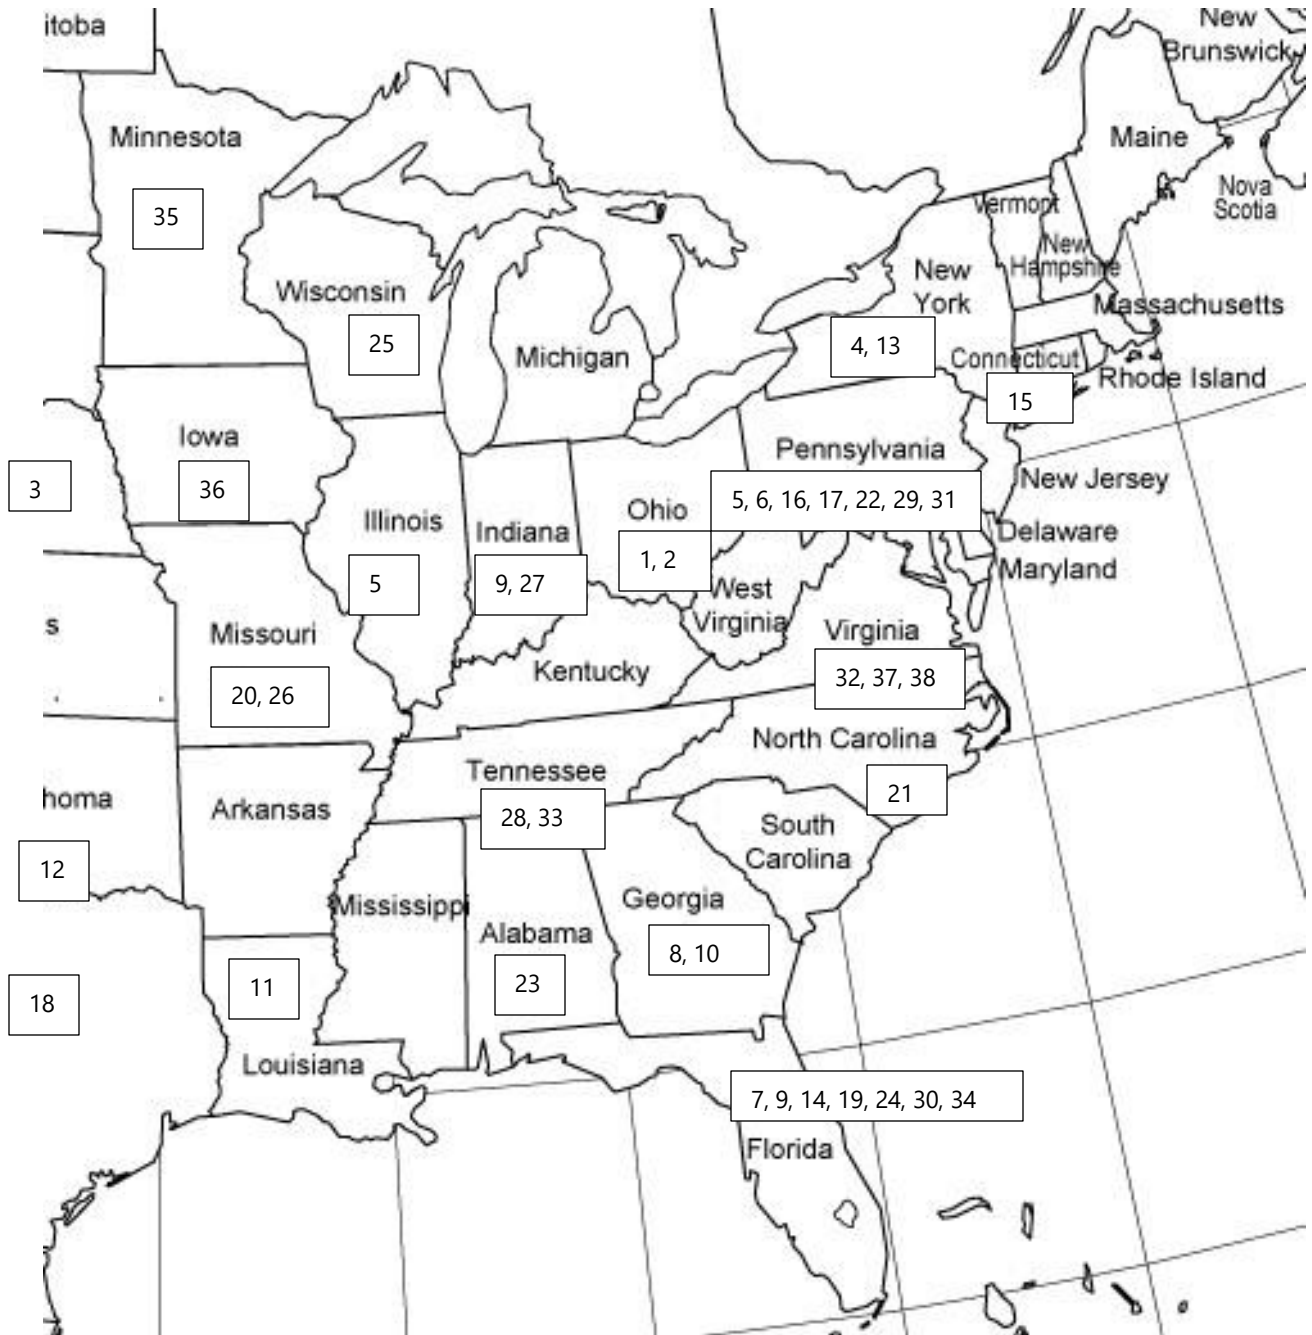 itoba
New
Brunswick
Minnesota
Maine
35
Nova
Scotia
Vermont
New
Hampshire
New
York
Wisconsin
Massachusetts
25
Michigan
4, 13
Connecticut
Rhode Island
15
Iowa
Pennsylvania
3
36
New Jersey
5, 6, 16, 17, 22, 29, 31
Illinois
Indiana
Ohio
Delaware
1, 2
Maryland
5
9, 27
West
Virginia
s
Missouri
Virginia
Kentucky
32, 37, 38
20, 26
North Carolina
Tennessee
homa
Arkansas
21
28, 33
South
Carolina
12
Mississippi
Georgia
Alabama
8, 10
23
11
18
Louisiana
7, 9, 14, 19, 24, 30, 34
Florida